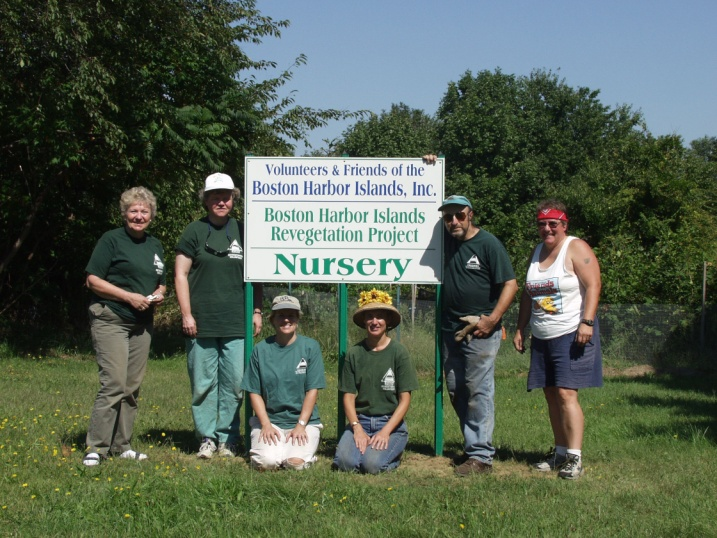 Volunteers & Friends of the
Boston Harbor Islands, Inc.
Boston Harbor Islands
Revegetation Project
Nursery